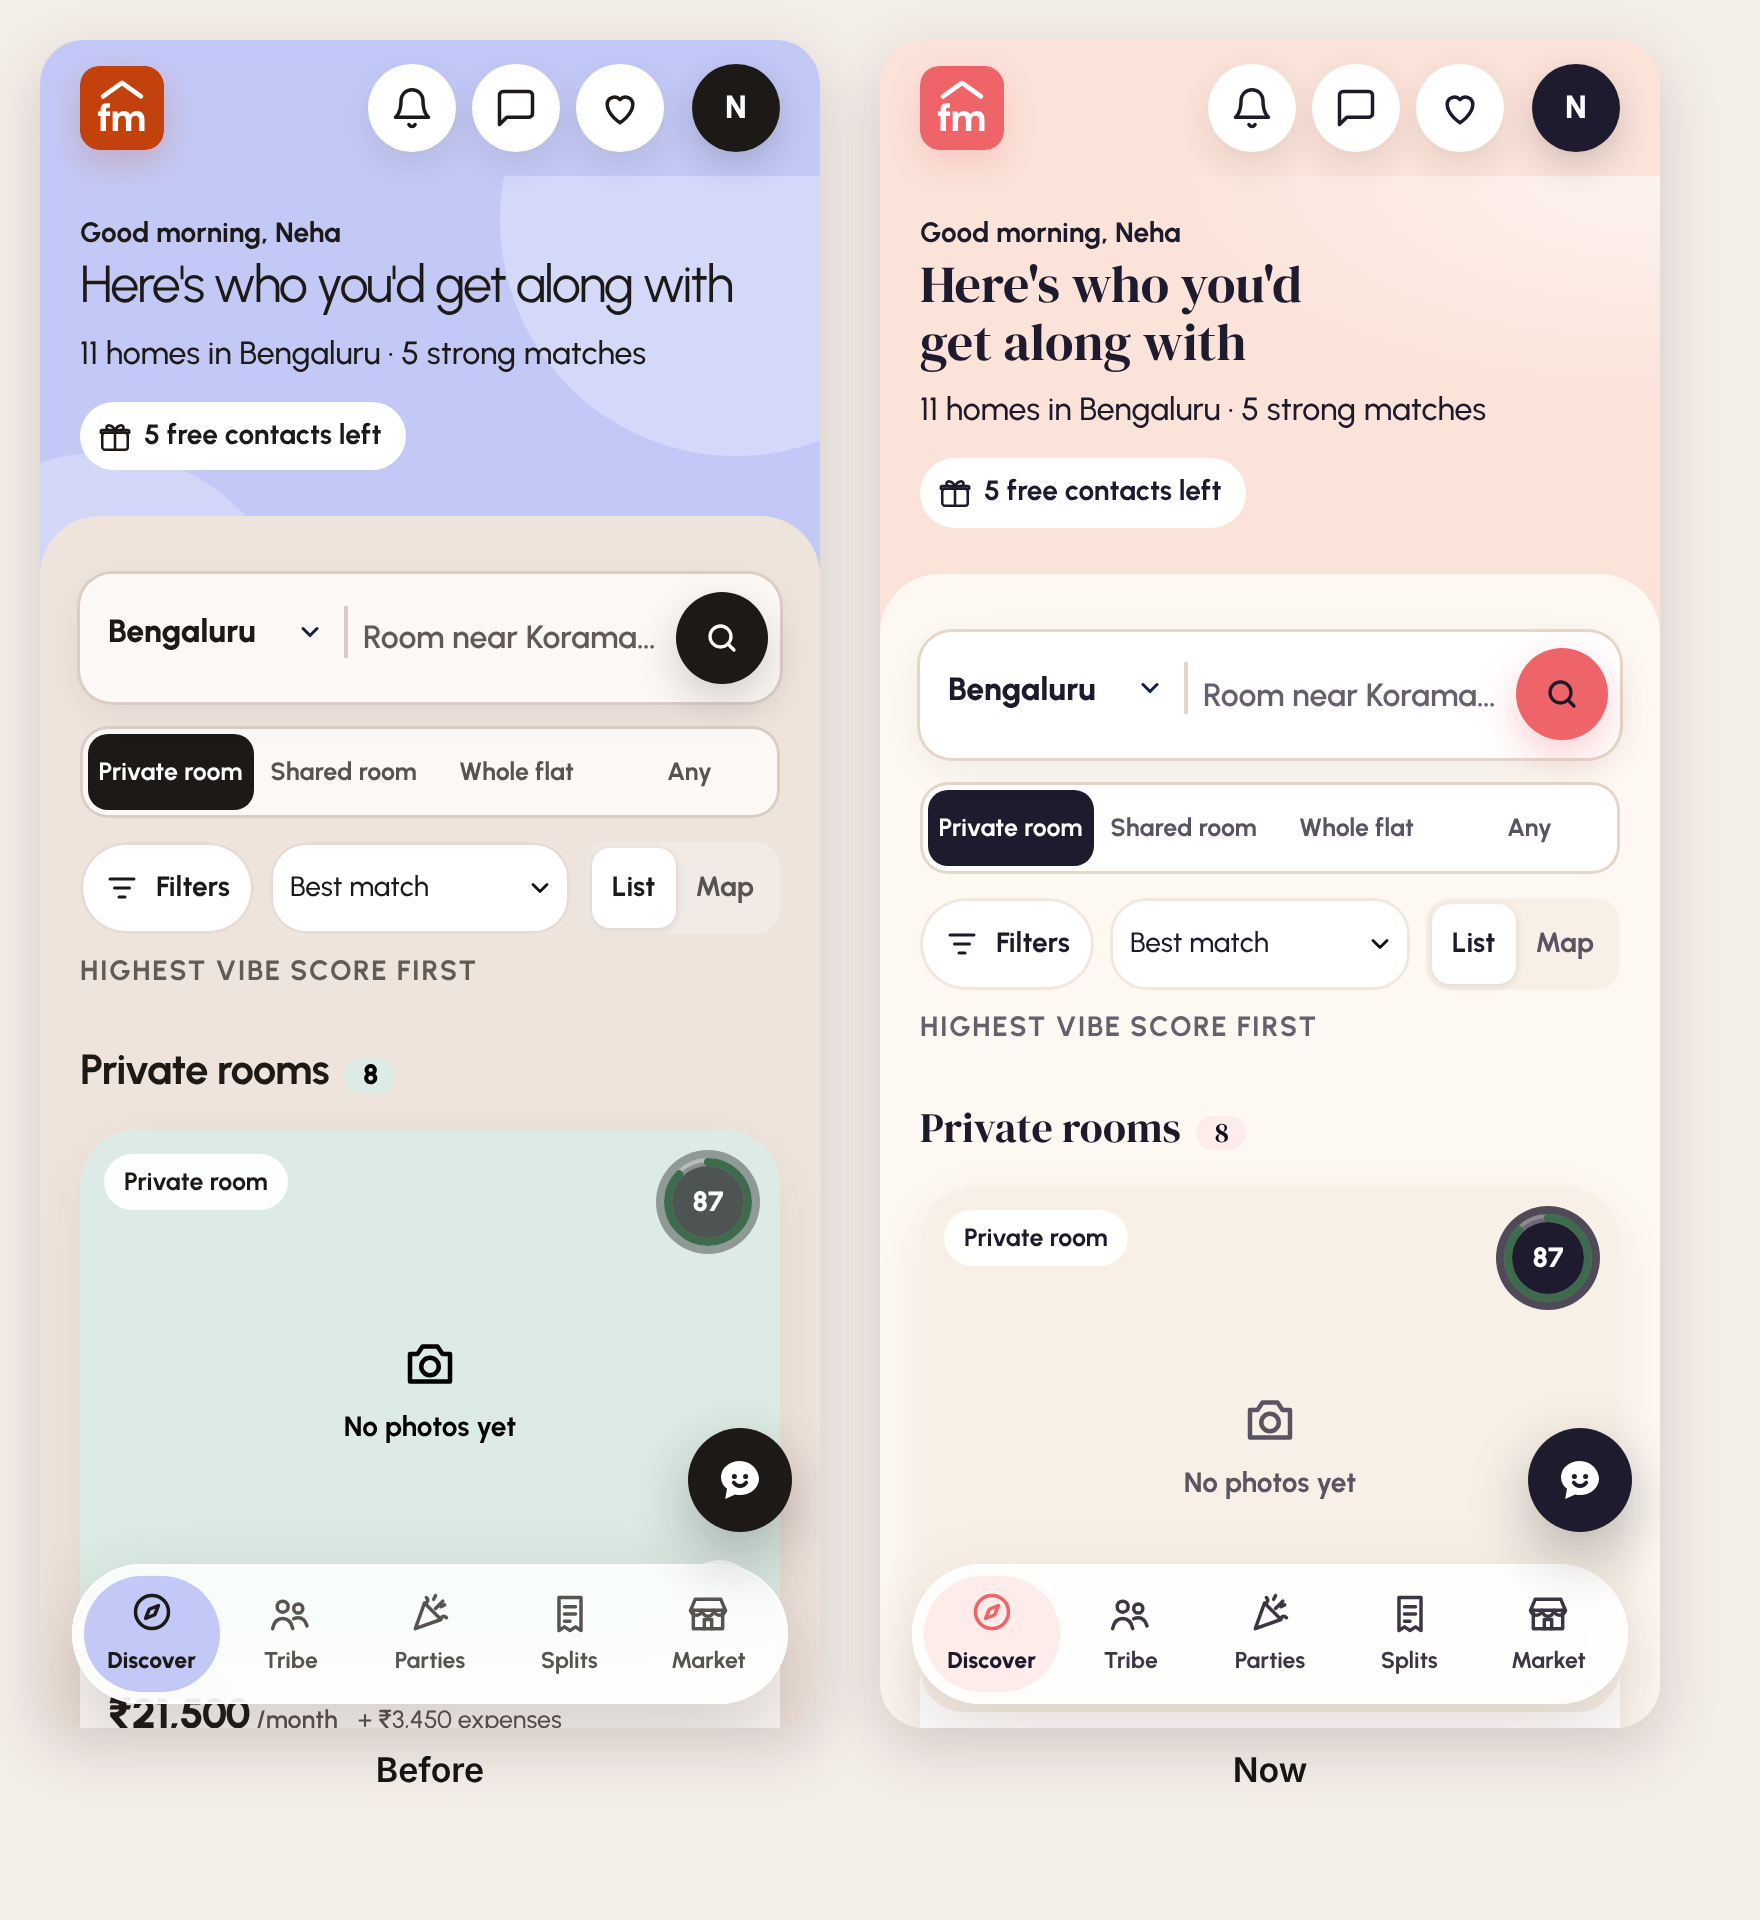 fm
N
Good morning, Neha
Here's who you'd get along with
11 homes in Bengaluru · 5 strong matches
5 free contacts left
Bengaluru
Room near Korama...
Private room
Shared room
Whole flat
Any
Filters
Best match
List
Map
HIGHEST VIBE SCORE FIRST
Private rooms 8
Private room
87
No photos yet
Discover
Tribe
Parties
Splits
Market
₹21,500 /month + ₹3,450 expenses
Before
fm
N
Good morning, Neha
Here's who you'd
get along with
11 homes in Bengaluru · 5 strong matches
5 free contacts left
Bengaluru
Room near Korama...
Private room
Shared room
Whole flat
Any
Filters
Best match
List
Map
HIGHEST VIBE SCORE FIRST
Private rooms 8
Private room
87
No photos yet
Discover
Tribe
Parties
Splits
Market
Now